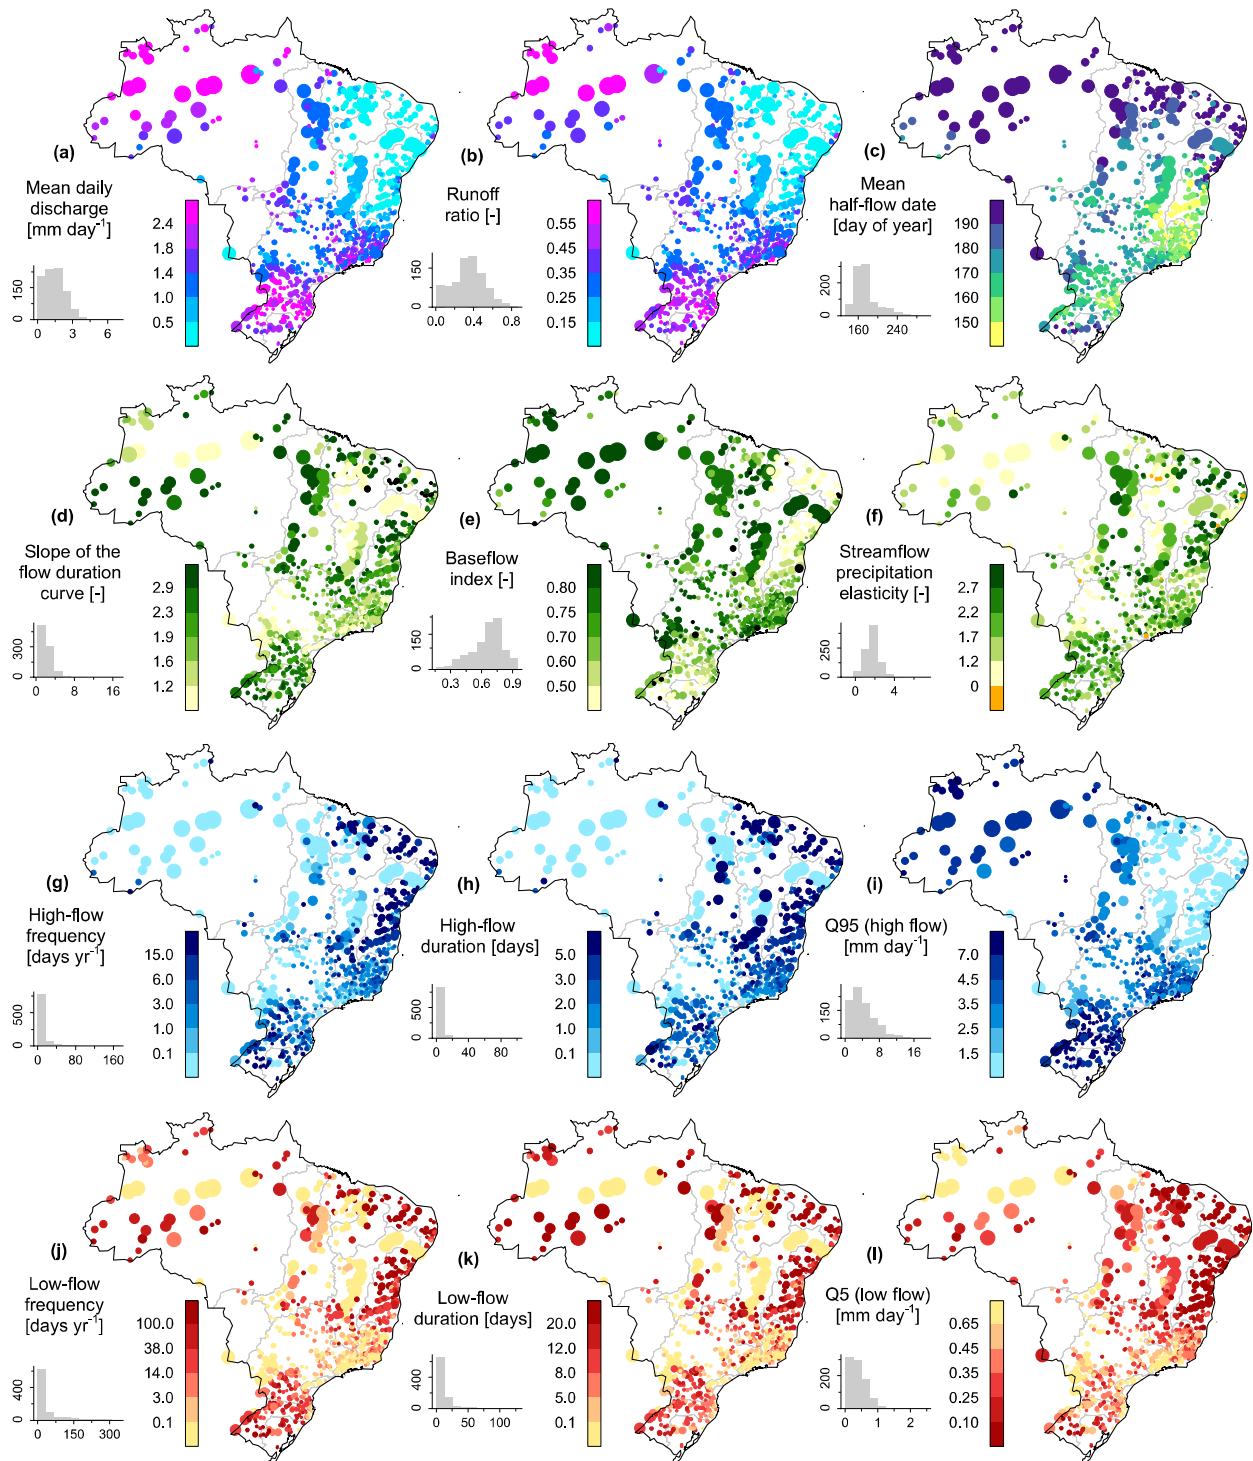 (a)
Mean daily
discharge
[mm day-1]
2.4
1.8
1.4
1.0
0.5
150
0
0
3
6
(b)
Runoff
ratio [-]
0.55
0.45
0.35
0.25
0.15
150
0
0.0
0.4
0.8
(c)
Mean
half-flow date
[day of year]
190
180
170
160
150
200
0
160
240
(d)
Slope of the
flow duration
curve [-]
2.9
2.3
1.9
1.6
1.2
300
0
0
8
16
(e)
Baseflow
index [-]
0.80
0.75
0.70
0.60
0.50
150
0
0.3
0.6
0.9
(f)
Streamflow
precipitation
elasticity [-]
2.7
2.2
1.7
1.2
0
250
0
0
4
(g)
High-flow
frequency
[days yr-1]
15.0
6.0
3.0
1.0
0.1
500
0
0
40
100
160
(h)
High-flow
duration [days]
5.0
3.0
2.0
1.0
0.1
500
0
0
40
100
(i)
Q95 (high flow)
[mm day-1]
7.0
4.5
3.5
2.5
1.5
150
0
0
8
16
(j)
Low-flow
frequency
[days yr-1]
100.0
38.0
14.0
3.0
0.1
400
0
0
150
300
(k)
Low-flow
duration [days]
20.0
12.0
8.0
5.0
0.1
400
0
0
50
100
(l)
Q5 (low flow)
[mm day-1]
0.65
0.45
0.35
0.25
0.10
200
0
0
1
2